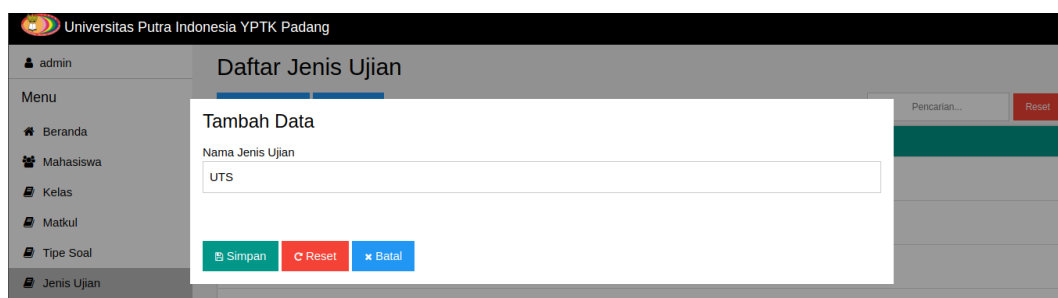 Universitas Putra Indonesia YPTK Padang
admin
Menu
Beranda
Mahasiswa
Kelas
Matkul
Tipe Soal
Jenis Ujian
Daftar Jenis Ujian
Pencarian...
Reset
Tambah Data
Nama Jenis Ujian
UTS
Simpan
Reset
Batal